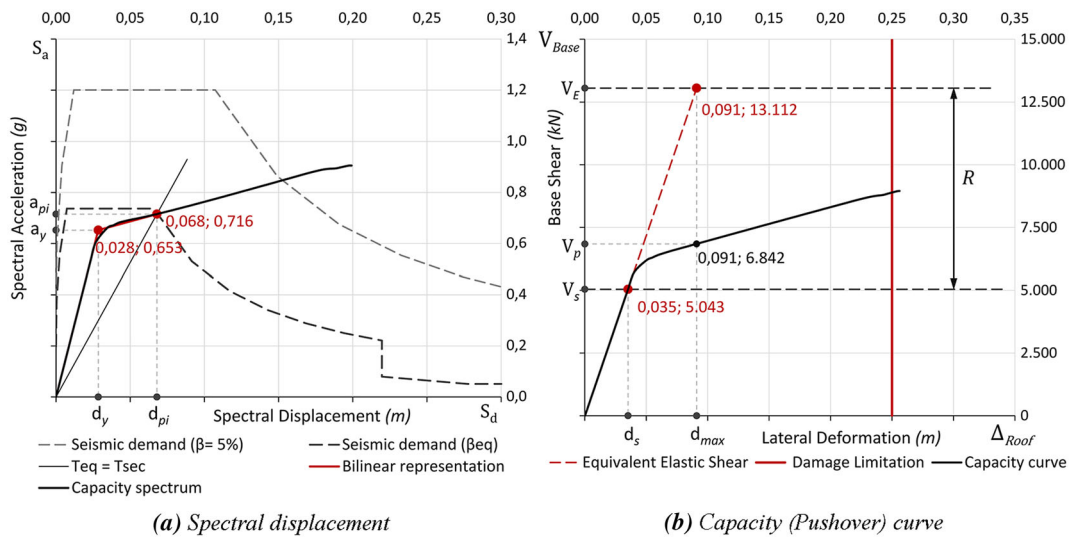 0,00 0,05 0,10 0,15 0,20 0,25 0,30
S_a
1,4
1,2
1,0
0,8
0,6
0,4
0,2
0,0
Spectral Acceleration (g)
a_pi
a_y
0,068; 0,716
0,028; 0,653
d_y d_pi Spectral Displacement (m) S_d
Seismic demand (β= 5%) Seismic demand (βeq)
Teq = Tsec Bilinear representation
Capacity spectrum
(a) Spectral displacement
0,00 0,05 0,10 0,15 0,20 0,25 0,30 0,35
V_Base
15.000
12.500
10.000
7.500
5.000
2.500
0
Base Shear (kN)
V_E
V_p
V_s
0,091; 13.112
R
0,091; 6.842
0,035; 5.043
d_s d_max Lateral Deformation (m) Δ_Roof
Equivalent Elastic Shear Damage Limitation Capacity curve
(b) Capacity (Pushover) curve